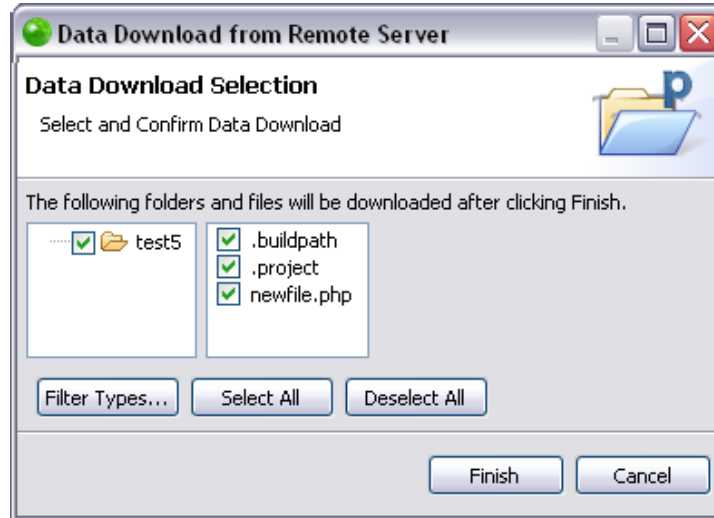 Data Download from Remote Server
Data Download Selection
p
Select and Confirm Data Download
The following folders and files will be downloaded after clicking Finish.
test5
.buildpath
.project
newfile.php
Filter Types...
Select All
Deselect All
Finish
Cancel